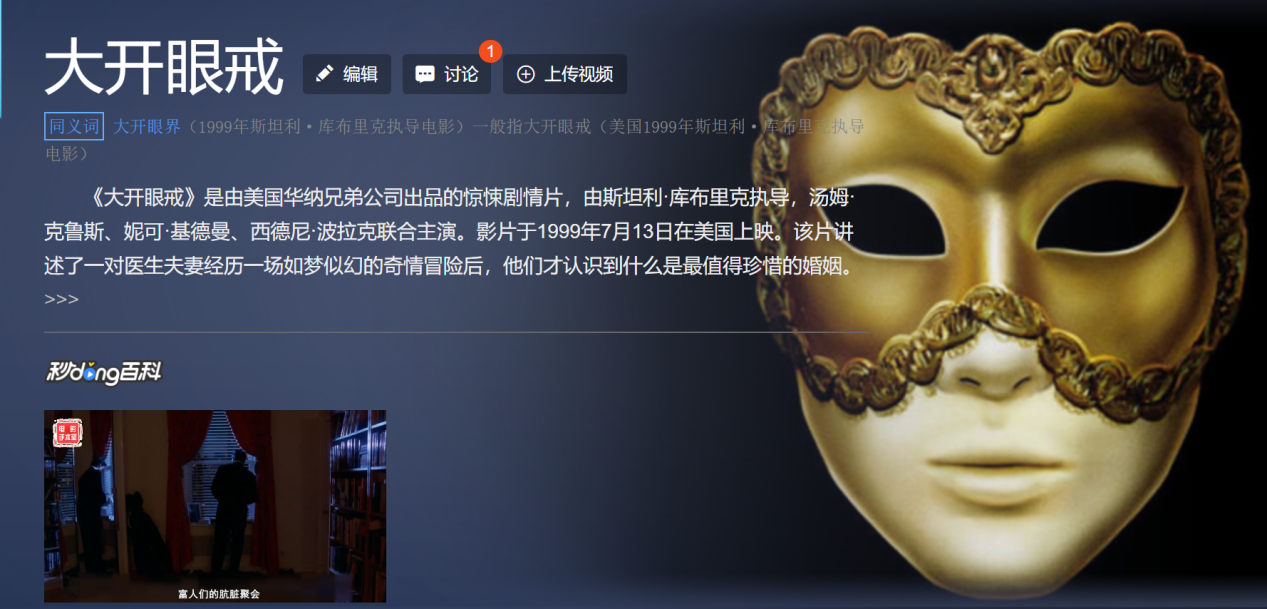 大开眼戒
编辑
讨论
1
上传视频
同义词 大开眼界（1999年斯坦利·库布里克执导电影）一般指大开眼戒（美国1999年斯坦利·库布里克执导
电影）
《大开眼戒》是由美国华纳兄弟公司出品的惊悚剧情片，由斯坦利·库布里克执导，汤姆·
克鲁斯、妮可·基德曼、西德尼·波拉克联合主演。影片于1999年7月13日在美国上映。该片讲
述了一对医生夫妻经历一场如梦似幻的奇情冒险后，他们才认识到什么是最值得珍惜的婚姻。
>>>
秒dong百科
富人们的肮脏聚会